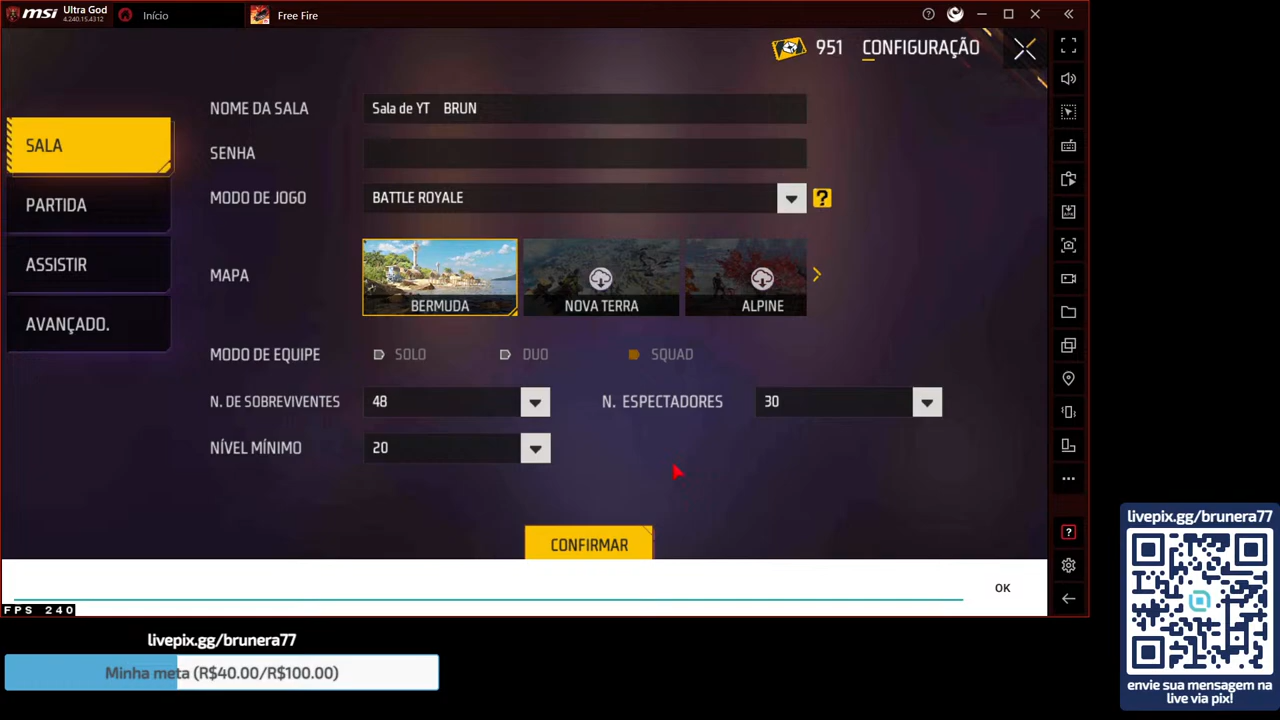 msi Ultra God
4.240.15.4312
Início
Free Fire
951 CONFIGURAÇÃO
SALA
PARTIDA
ASSISTIR
AVANÇADO.
NOME DA SALA Sala de YT BRUN
SENHA
MODO DE JOGO BATTLE ROYALE ?
MAPA
BERMUDA NOVA TERRA ALPINE
MODO DE EQUIPE SOLO DUO SQUAD
N. DE SOBREVIVENTES 48 N. ESPECTADORES 30
NÍVEL MÍNIMO 20
CONFIRMAR
OK
FPS 240
livepix.gg/brunera77
Minha meta (R$40.00/R$100.00)
livepix.gg/brunera77
envie sua mensagem na
live via pix!